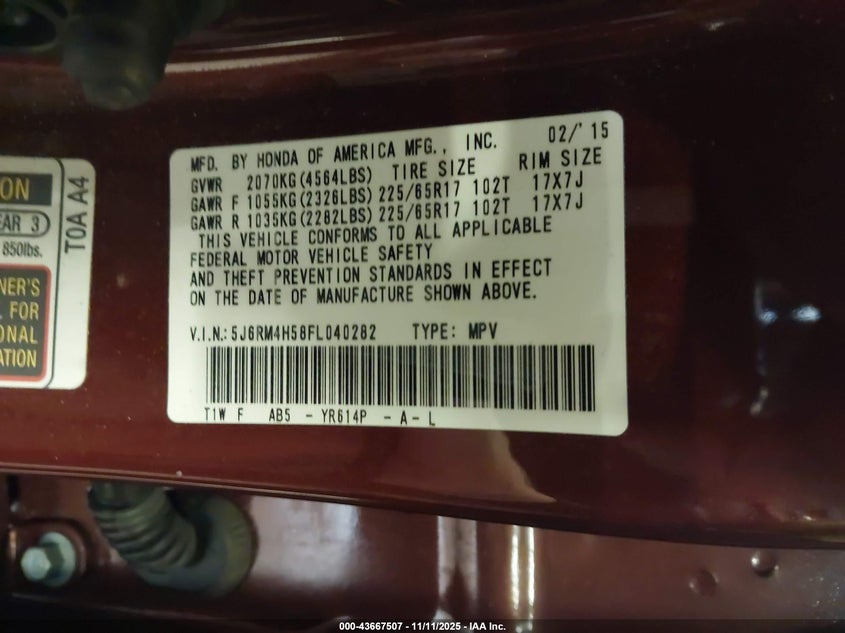 MFD. BY HONDA OF AMERICA MFG., INC. 02/'15
GVWR 2070KG(4564LBS) TIRE SIZE RIM SIZE
GAWR F 1055KG(2326LBS) 225/65R17 102T 17X7J
GAWR R 1035KG(2282LBS) 225/65R17 102T 17X7J
THIS VEHICLE CONFORMS TO ALL APPLICABLE
FEDERAL MOTOR VEHICLE SAFETY
AND THEFT PREVENTION STANDARDS IN EFFECT
ON THE DATE OF MANUFACTURE SHOWN ABOVE.
V.I.N.: 5J6RM4H58FL040282 TYPE: MPV
T1W F AB5 - YR614P - A - L
ON
EAR 3
850lbs.
NER'S
FOR
ONAL
ATION
T0A A4
000-43667507 - 11/11/2025 - IAA Inc.